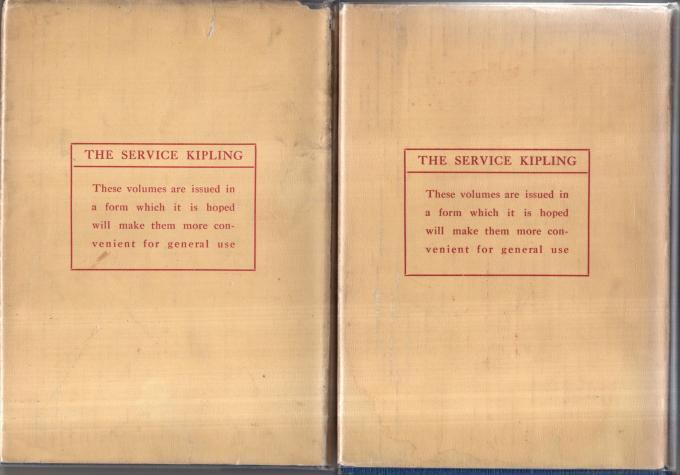 THE SERVICE KIPLING
These volumes are issued in
a form which it is hoped
will make them more con-
venient for general use
THE SERVICE KIPLING
These volumes are issued in
a form which it is hoped
will make them more con-
venient for general use